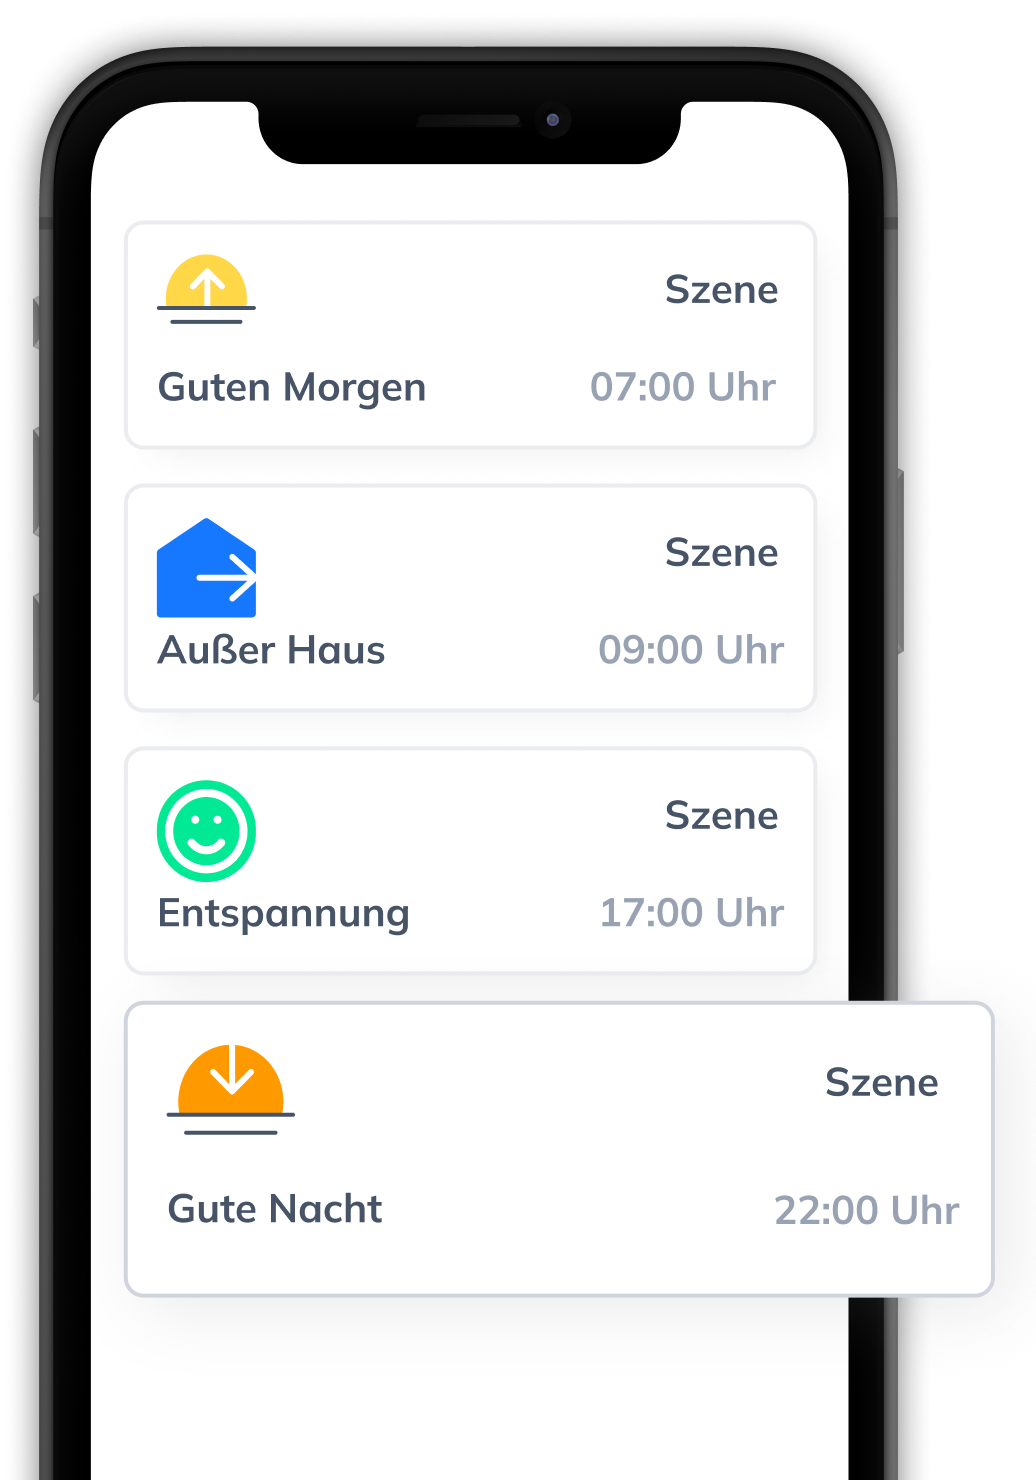 Szene
Guten Morgen 07:00 Uhr
Szene
Außer Haus 09:00 Uhr
Szene
Entspannung 17:00 Uhr
Szene
Gute Nacht 22:00 Uhr